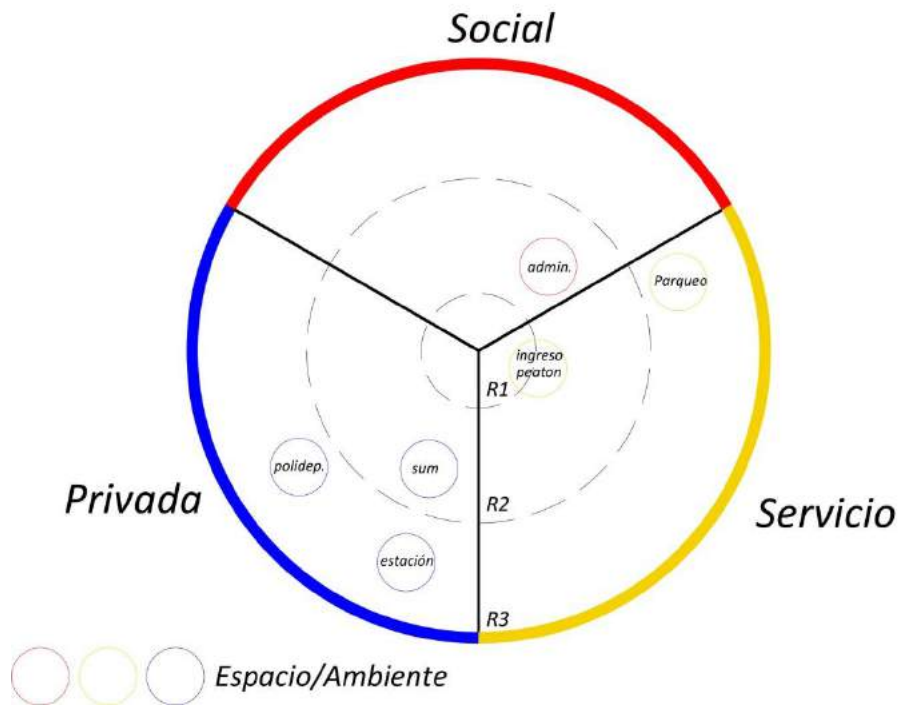 Social
admin.
Parqueo
ingreso
peaton
R1
polidep.
sum
Privada
R2
Servicio
estación
R3
Espacio/Ambiente